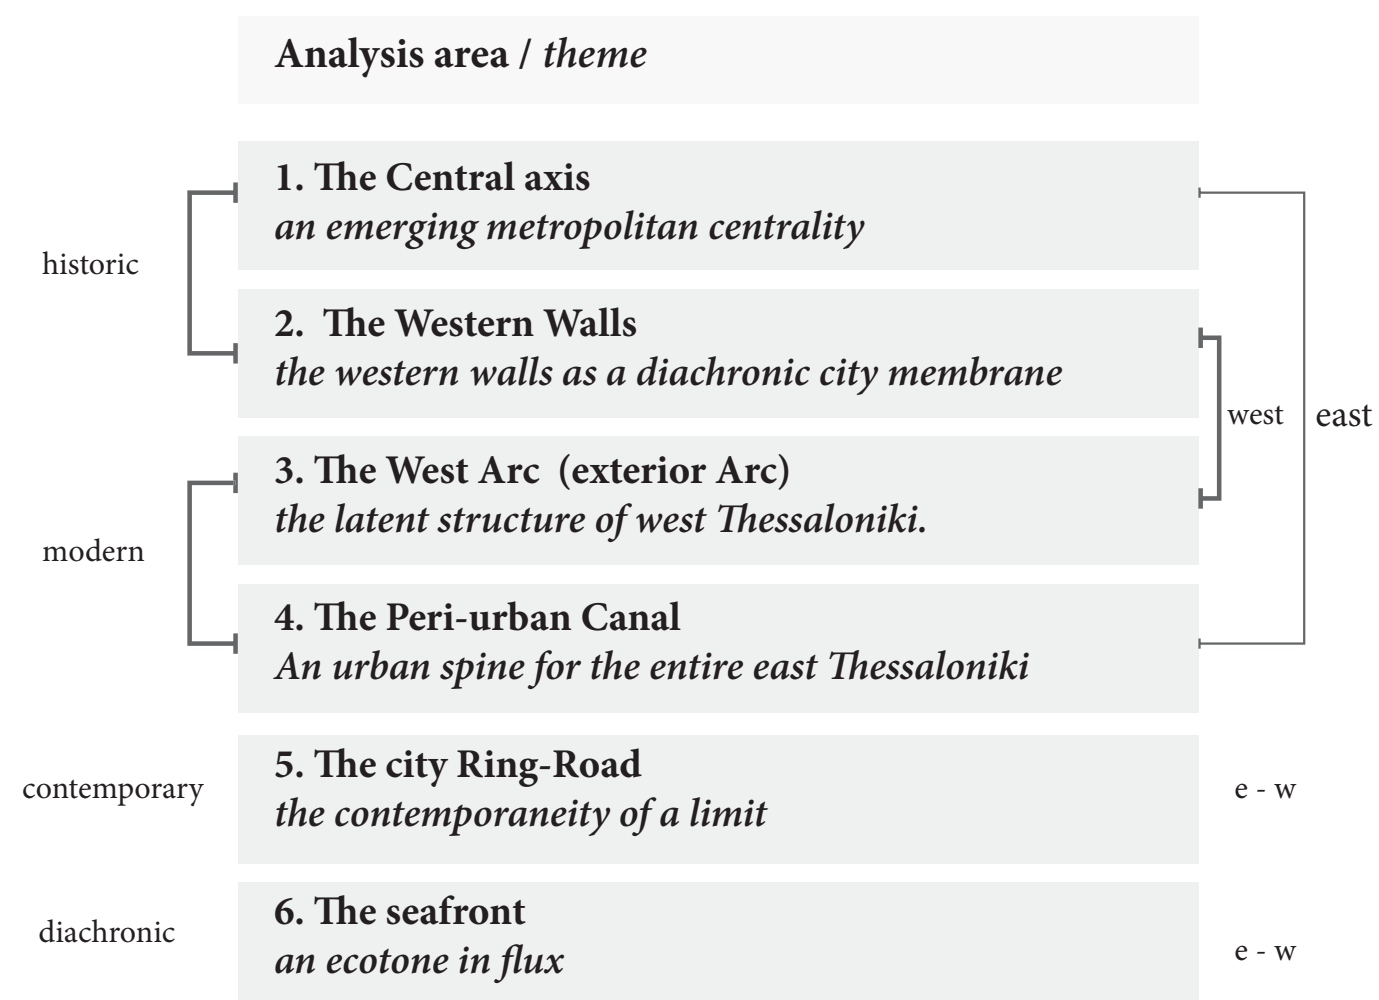 Analysis area / theme
1. The Central axis
an emerging metropolitan centrality
historic
2. The Western Walls
the western walls as a diachronic city membrane
west
east
3. The West Arc (exterior Arc)
the latent structure of west Thessaloniki.
modern
4. The Peri-urban Canal
An urban spine for the entire east Thessaloniki
5. The city Ring-Road
contemporary
e - w
the contemporaneity of a limit
6. The seafront
diachronic
e - w
an ecotone in flux